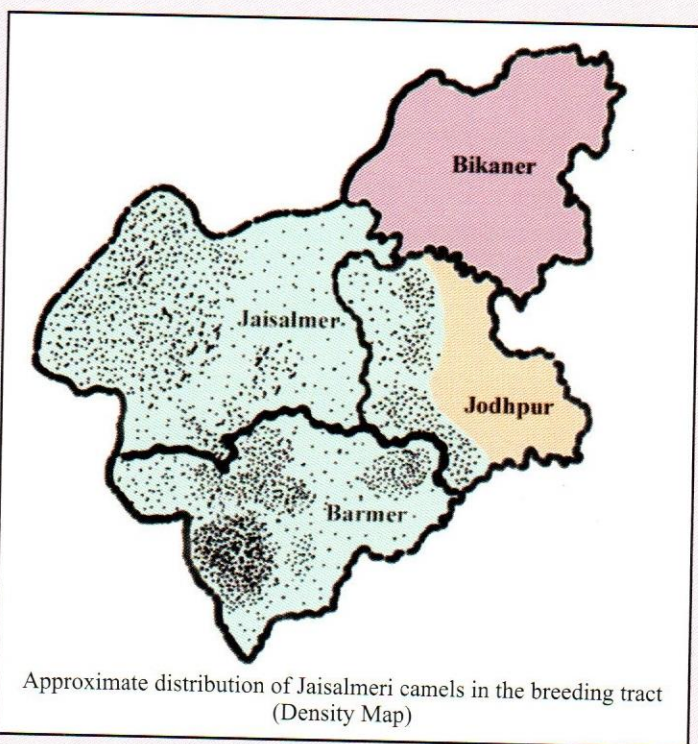 Bikaner
Jaisalmer
Jodhpur
Barmer
Approximate distribution of Jaisalmeri camels in the breeding tract
(Density Map)